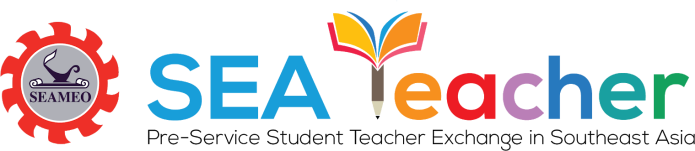 SEAMEO
SEA Teacher
Pre-Service Student Teacher Exchange in Southeast Asia